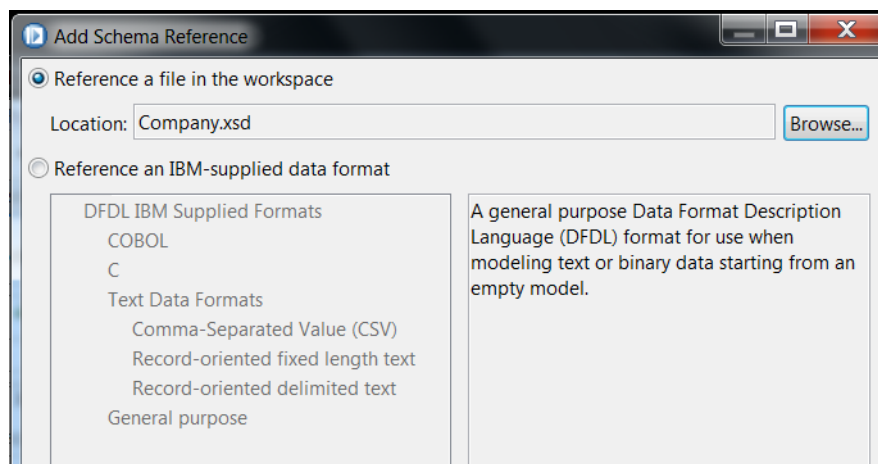 Add Schema Reference
Reference a file in the workspace
Location: Company.xsd Browse...
Reference an IBM-supplied data format
DFDL IBM Supplied Formats
COBOL
C
Text Data Formats
Comma-Separated Value (CSV)
Record-oriented fixed length text
Record-oriented delimited text
General purpose
A general purpose Data Format Description
Language (DFDL) format for use when
modeling text or binary data starting from an
empty model.